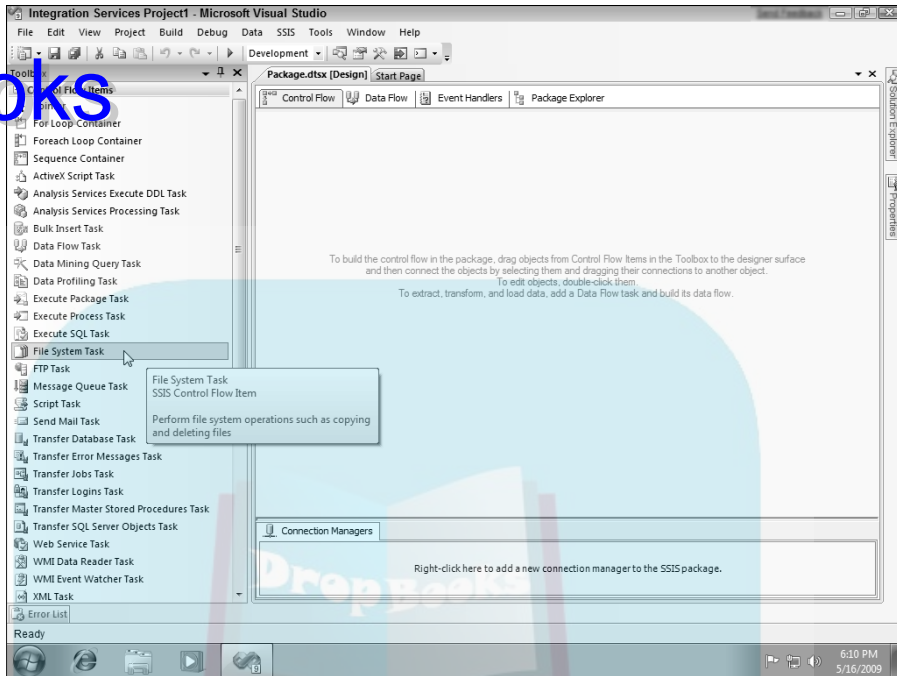 Integration Services Project1 - Microsoft Visual Studio
File Edit View Project Build Debug Data SSIS Tools Window Help
Development
Toolbox
Package.dtsx [Design] Start Page
Control Flow Data Flow Event Handlers Package Explorer
oks
Control Flow Items
Pointer
For Loop Container
Foreach Loop Container
Sequence Container
ActiveX Script Task
Analysis Services Execute DDL Task
Analysis Services Processing Task
Bulk Insert Task
Data Flow Task
Data Mining Query Task
Data Profiling Task
Execute Package Task
Execute Process Task
Execute SQL Task
File System Task
FTP Task
Message Queue Task
Script Task
Send Mail Task
Transfer Database Task
Transfer Error Messages Task
Transfer Jobs Task
Transfer Logins Task
Transfer Master Stored Procedures Task
Transfer SQL Server Objects Task
Web Service Task
WMI Data Reader Task
WMI Event Watcher Task
XML Task
File System Task
SSIS Control Flow Item
Perform file system operations such as copying
and deleting files
To build the control flow in the package, drag objects from Control Flow Items in the Toolbox to the designer surface
and then connect the objects by selecting them and dragging their connections to another object.
To edit objects, double-click them.
To extract, transform, and load data, add a Data Flow task and build its data flow.
Solution Explorer
Properties
Connection Managers
Right-click here to add a new connection manager to the SSIS package.
DropBooks
Error List
Ready
6:10 PM
5/16/2009